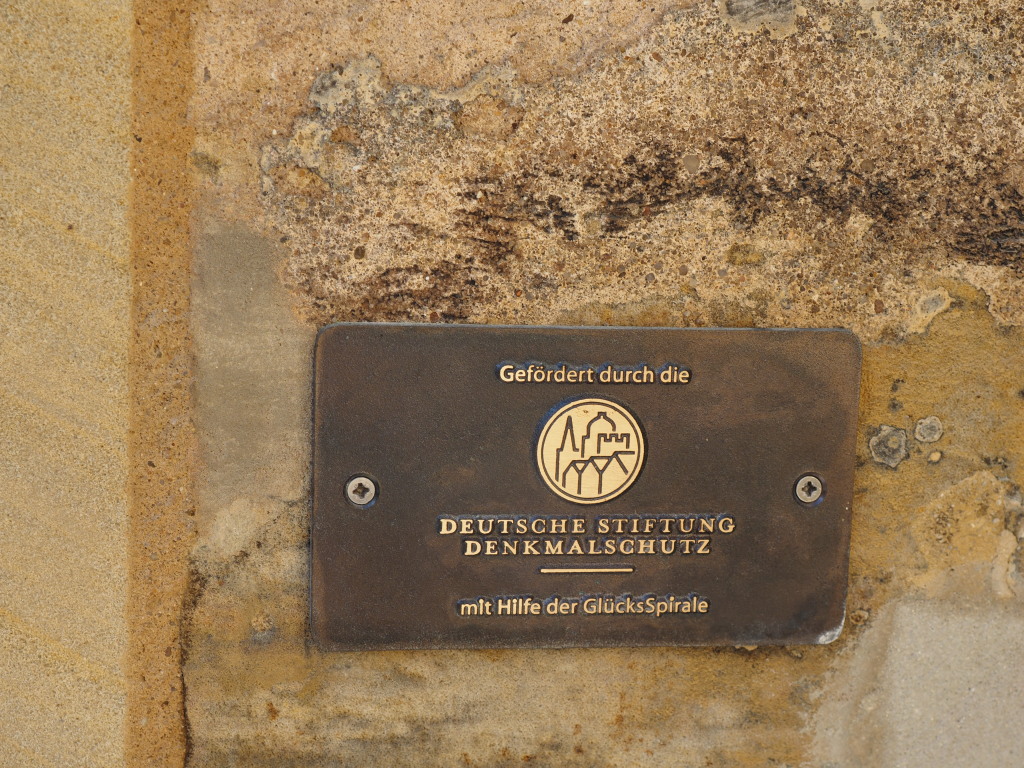 Gefördert durch die
DEUTSCHE STIFTUNG
DENKMALSCHUTZ
mit Hilfe der GlücksSpirale